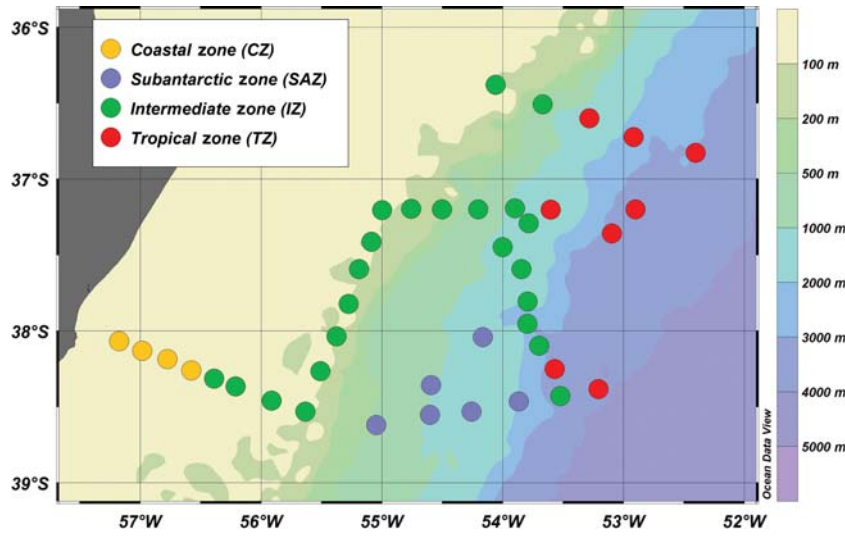 36°S
37°S
38°S
39°S
Coastal zone (CZ)
Subantarctic zone (SAZ)
Intermediate zone (IZ)
Tropical zone (TZ)
57°W
56°W
55°W
54°W
53°W
52°W
100 m
200 m
500 m
1000 m
2000 m
3000 m
4000 m
5000 m
Ocean Data View